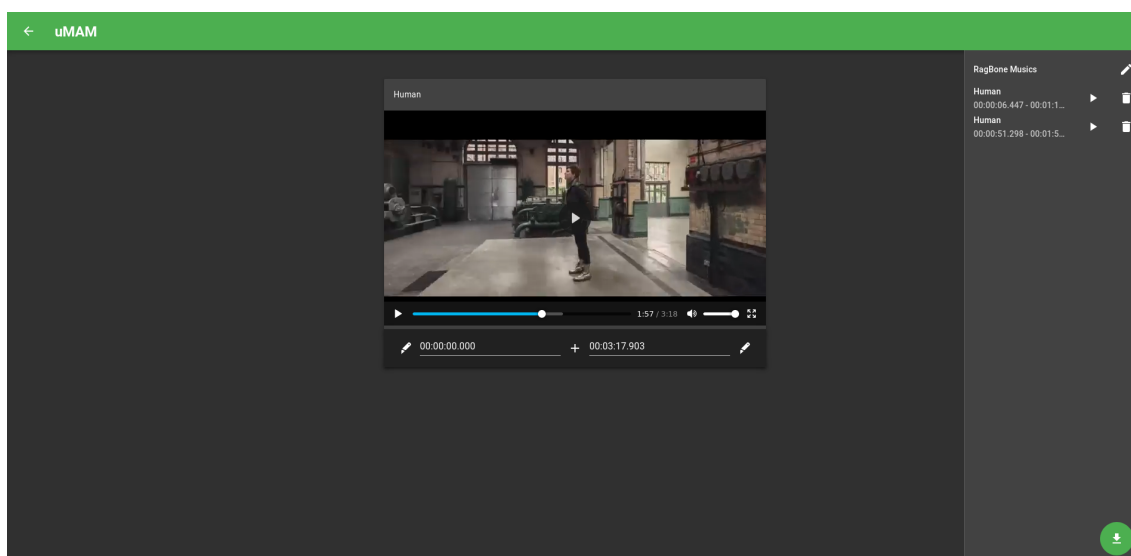 uMAM
Human
1:57 / 3:18
00:00:00.000
00:03:17.903
RagBone Musics
Human
00:00:06.447 - 00:01:1...
Human
00:00:51.298 - 00:01:5...